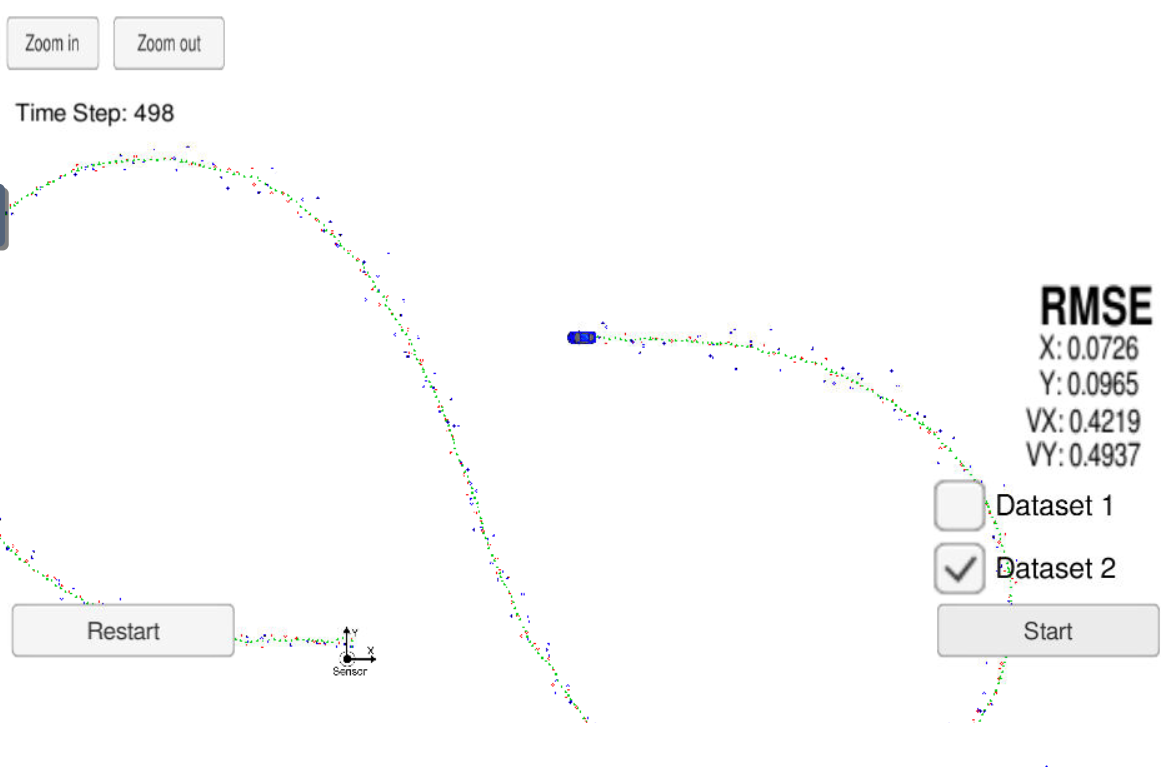 Zoom in
Zoom out
Time Step: 498
RMSE
X: 0.0726
Y: 0.0965
VX: 0.4219
VY: 0.4937
Dataset 1
Dataset 2
Restart
Start
Y
X
Sensor